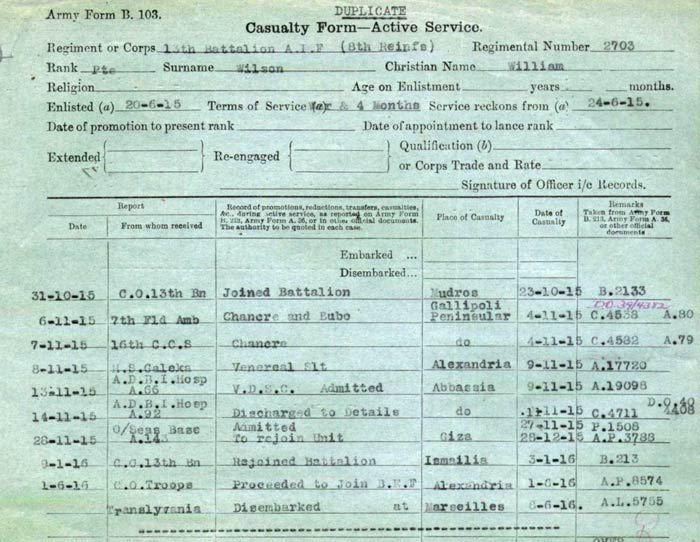 DUPLICATE
Army Form B. 103.
Casualty Form—Active Service.
Regiment or Corps 13th Battalion A.I.F (8th Reinfs) Regimental Number 2703
Rank Pte Surname Wilson Christian Name William
Religion Age on Enlistment years months.
Enlisted (a) 20-6-15 Terms of Service War & 4 Months Service reckons from (a) 24-6-15.
Date of promotion to present rank Date of appointment to lance rank
Extended Re-engaged Qualification (b)
or Corps Trade and Rate
Signature of Officer i/c Records.
Report Record of promotions, reductions, transfers, casualties, &c., during active service, as reported on Army Form B. 213, Army Form A. 36, or in other official documents. The authority to be quoted in each case. Place of Casualty Date of Casualty Remarks Taken from Army Form B. 213, Army Form A. 36, or other official documents
Date From whom received
Embarked ...
Disembarked...
31-10-15 C.O.13th Bn Joined Battalion Mudros 23-10-15 B.2133
Gallipoli
6-11-15 7th Fld Amb Chancre and Bubo Peninsular 4-11-15 C.4538 A.80
7-11-15 16th C.C.S Chancre do 4-11-15 C.4532 A.79
8-11-15 Venereal Slt Alexandria 9-11-15 A.17720
A.D.B.I.Hosp
13-11-15 A.66 V.D.S.C. Admitted Abbassia 9-11-15 A.19098
A.D.B.I.Hosp D.O.40
14-11-15 A.92 Discharged to Details do 11-15 C.4711 4408
O/Seas Base Admitted 27-11-15 P.1508
28-11-15 A.143 To rejoin Unit Giza 28-12-15 A.P.3788
9-1-16 C.O.13th Bn Rejoined Battalion Ismailia 3-1-16 B.213
1-6-16 C.O.Troops Proceeded to Join B.E.F Alexandria 1-6-16 A.P.8574
Transylvania Disembarked at Marseilles 8-6-16. A.L.5755